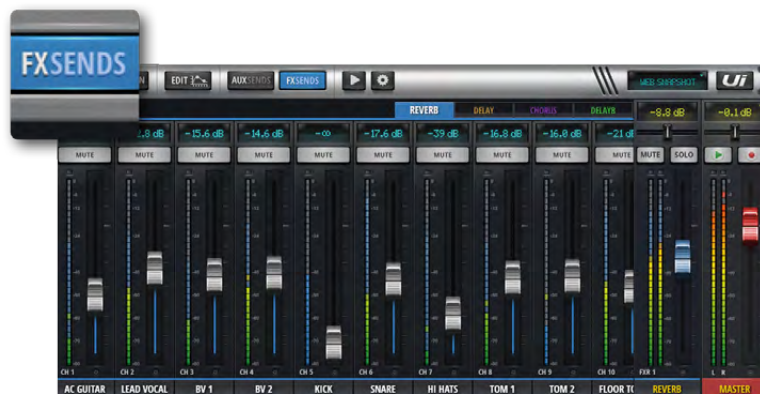 FXSENDS
EDIT
AUXSENDS
FXSENDS
WEB SNAPSHOT
Ui
REVERB DELAY CHORUS DELAYB
-8.8 dB -0.1 dB
-15.6 dB -14.6 dB -∞ -17.6 dB -39 dB -16.8 dB -16.0 dB -21 d
MUTE MUTE MUTE MUTE MUTE MUTE MUTE MUTE MUTE MUTE MUTE SOLO
CH 1 CH 2 CH 3 CH 4 CH 5 CH 6 CH 7 CH 8 CH 9 CH 10 FXR 1 L R
AC GUITAR LEAD VOCAL BV 1 BV 2 KICK SNARE HI HATS TOM 1 TOM 2 FLOOR TO REVERB MASTER